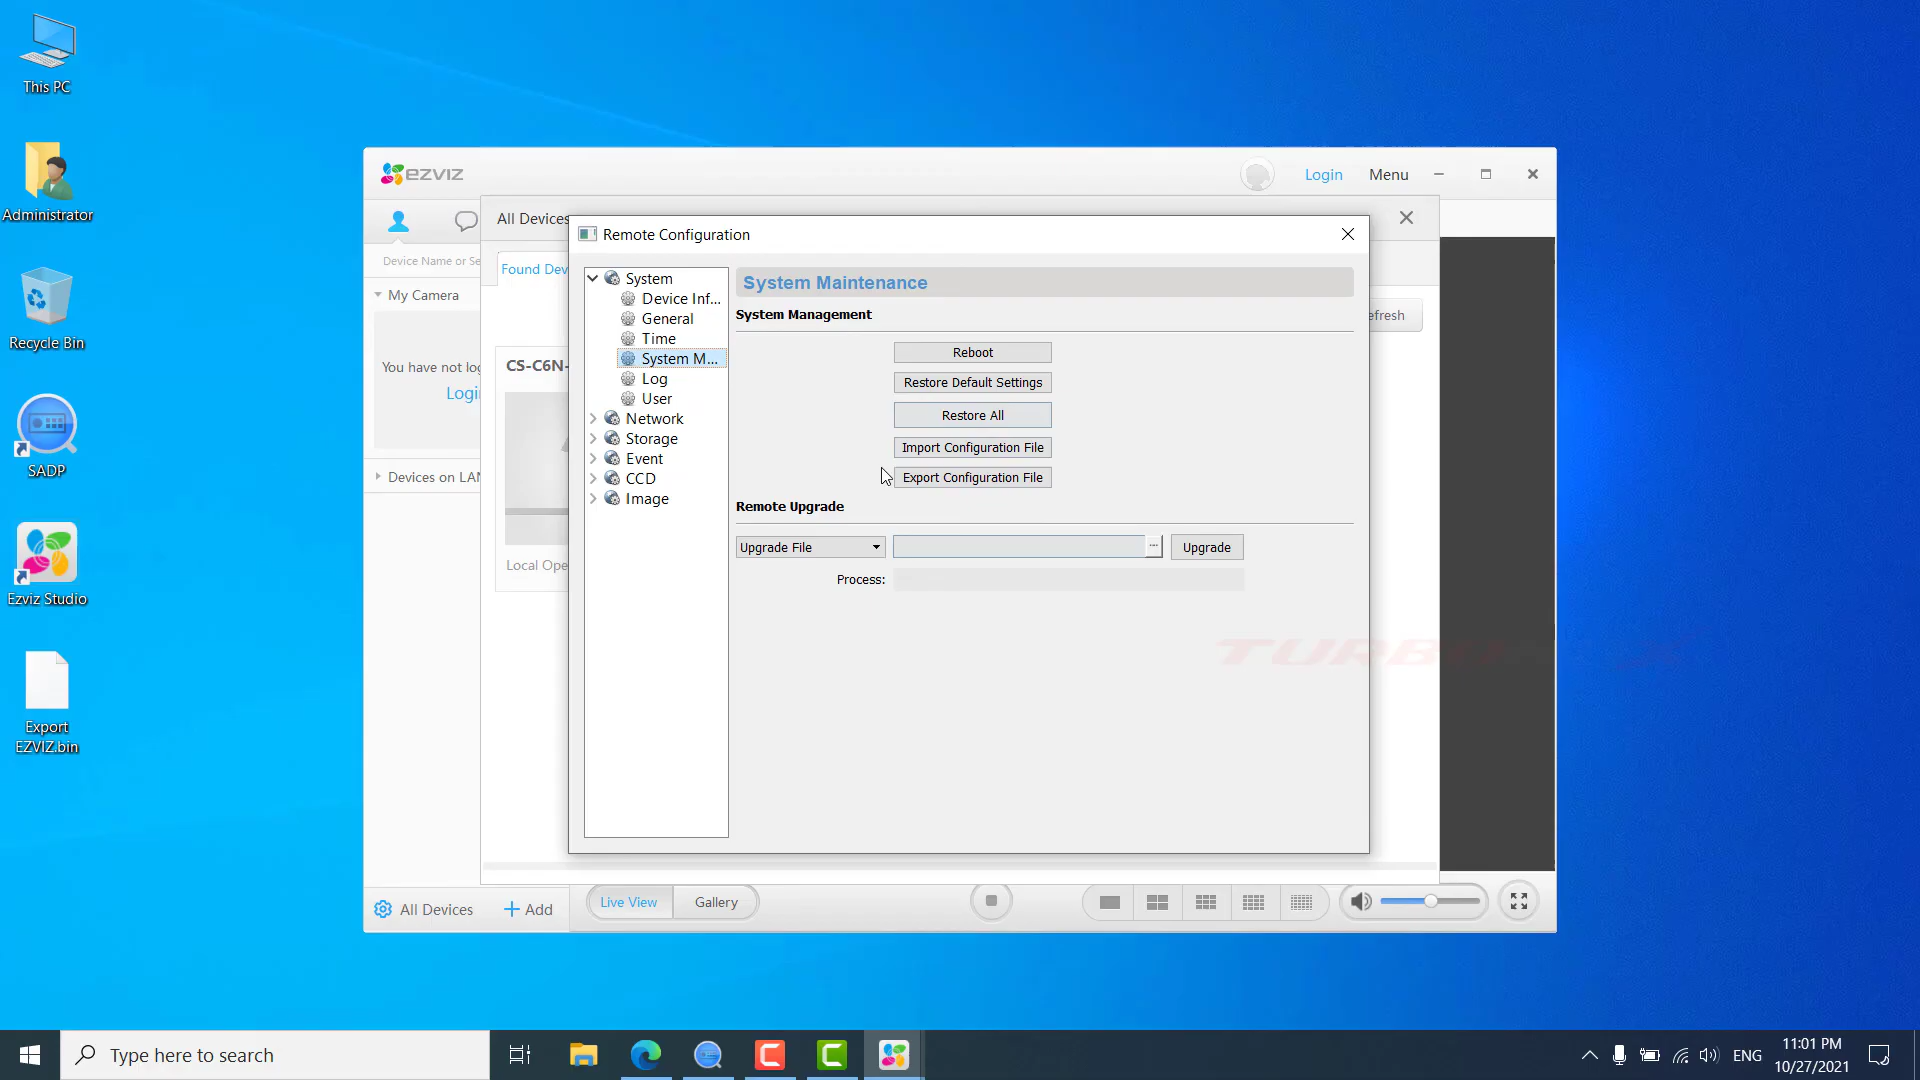 This PC
Administrator
Recycle Bin
SADP
Ezviz Studio
Export
EZVIZ.bin
ezviz
Login
Menu
All Devices
Device Name or Se
Found Dev
My Camera
efresh
You have not log
Logi
CS-C6N-
Devices on LAN
Local Ope
Remote Configuration
System
Device Inf...
General
Time
System M...
Log
User
Network
Storage
Event
CCD
Image
System Maintenance
System Management
Reboot
Restore Default Settings
Restore All
Import Configuration File
Export Configuration File
Remote Upgrade
Upgrade File
...
Upgrade
Process:
All Devices
Add
Live View
Gallery
Type here to search
ENG
11:01 PM
10/27/2021